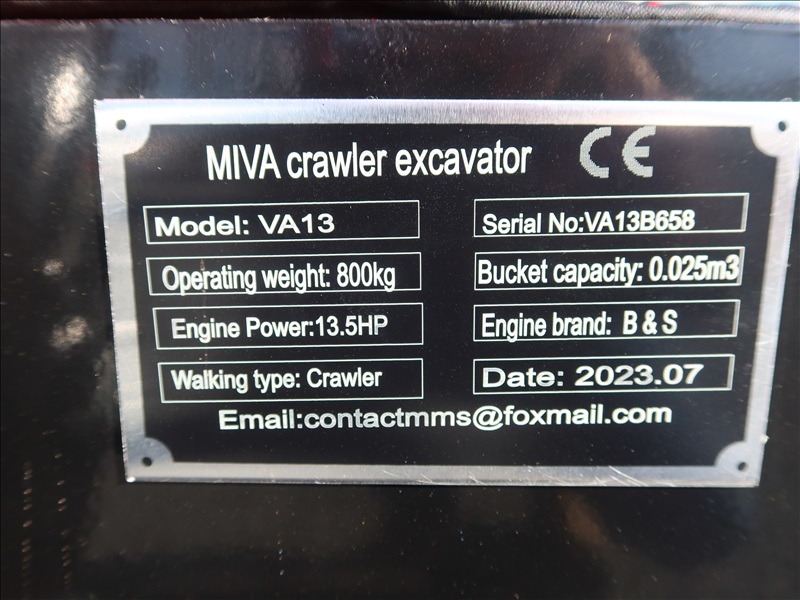 MIVA crawler excavator CE
Model: VA13 Serial No:VA13B658
Operating weight: 800kg Bucket capacity: 0.025m3
Engine Power:13.5HP Engine brand: B & S
Walking type: Crawler Date: 2023.07
Email:contactmms@foxmail.com